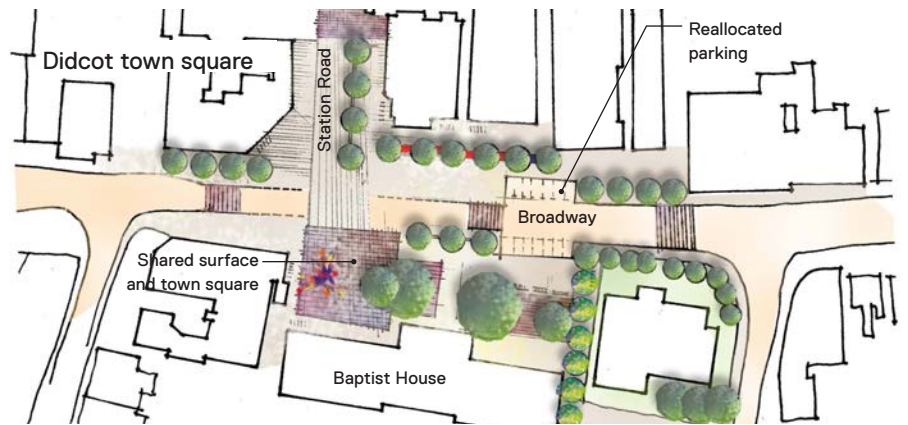 Didcot town square
Station Road
Reallocated
parking
Broadway
Shared surface
and town square
Baptist House